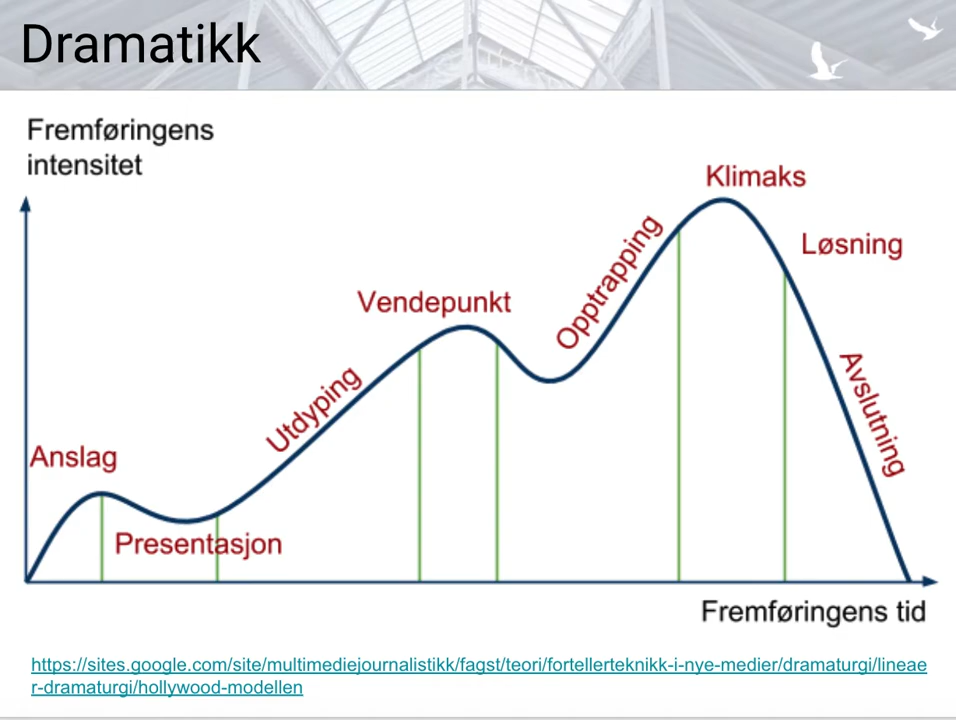 Dramatikk
Fremføringens
intensitet
Klimaks
Løsning
Opptrapping
Vendepunkt
Avslutning
Utdyping
Anslag
Presentasjon
Fremføringens tid
https://sites.google.com/site/multimediejournalistikk/fagst/teori/fortellerteknikk-i-nye-medier/dramaturgi/lineae
r-dramaturgi/hollywood-modellen